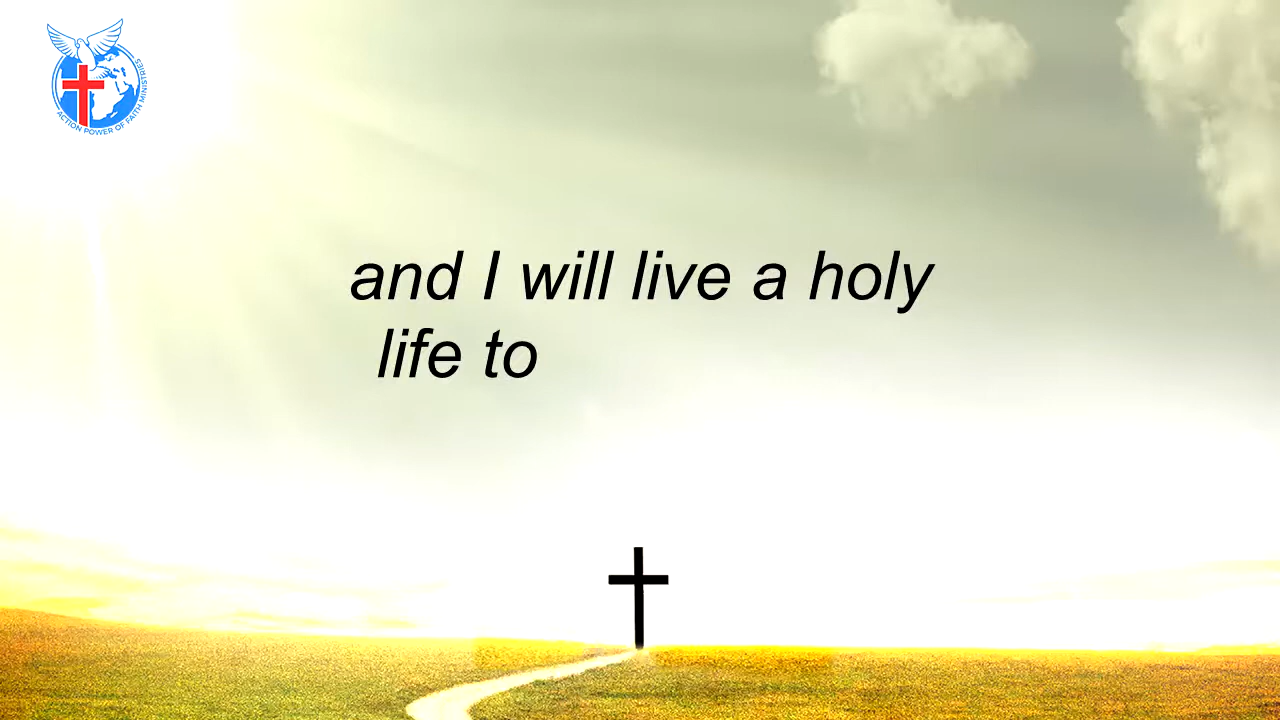 ACTION POWER OF FAITH MINISTRIES
and I will live a holy
life to